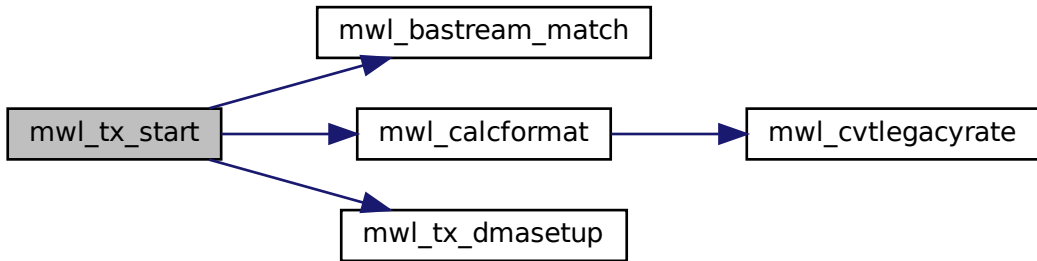 mwl_bastream_match
mwl_tx_start
mwl_calcformat
mwl_cvtlegacyrate
mwl_tx_dmasetup